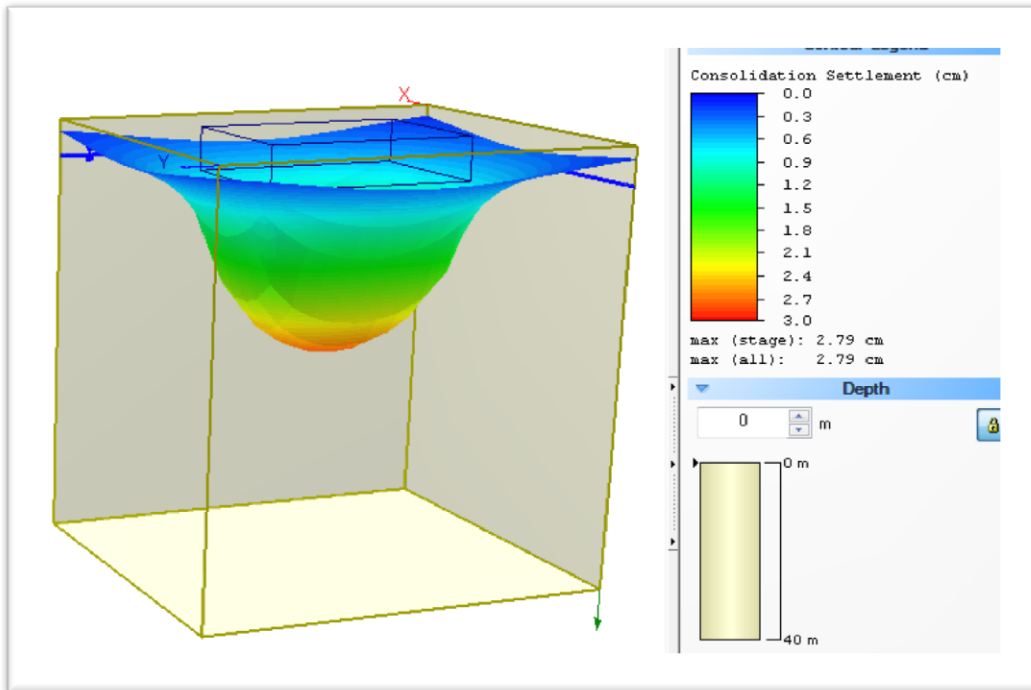 X
Y
Consolidation Settlement (cm)
0.0
0.3
0.6
0.9
1.2
1.5
1.8
2.1
2.4
2.7
3.0
max (stage): 2.79 cm
max (all): 2.79 cm
Depth
0 m
0 m
40 m